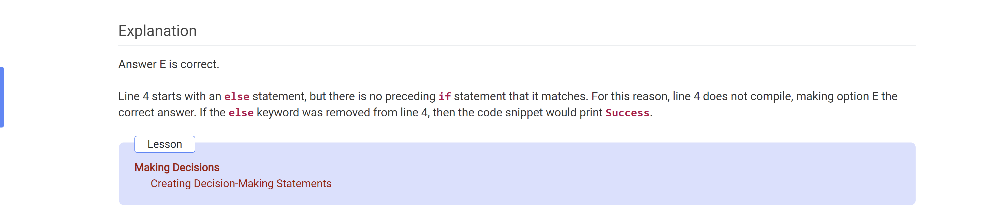 Explanation
Answer E is correct.
Line 4 starts with an else statement, but there is no preceding if statement that it matches. For this reason, line 4 does not compile, making option E the
correct answer. If the else keyword was removed from line 4, then the code snippet would print Success.
Lesson
Making Decisions
Creating Decision-Making Statements